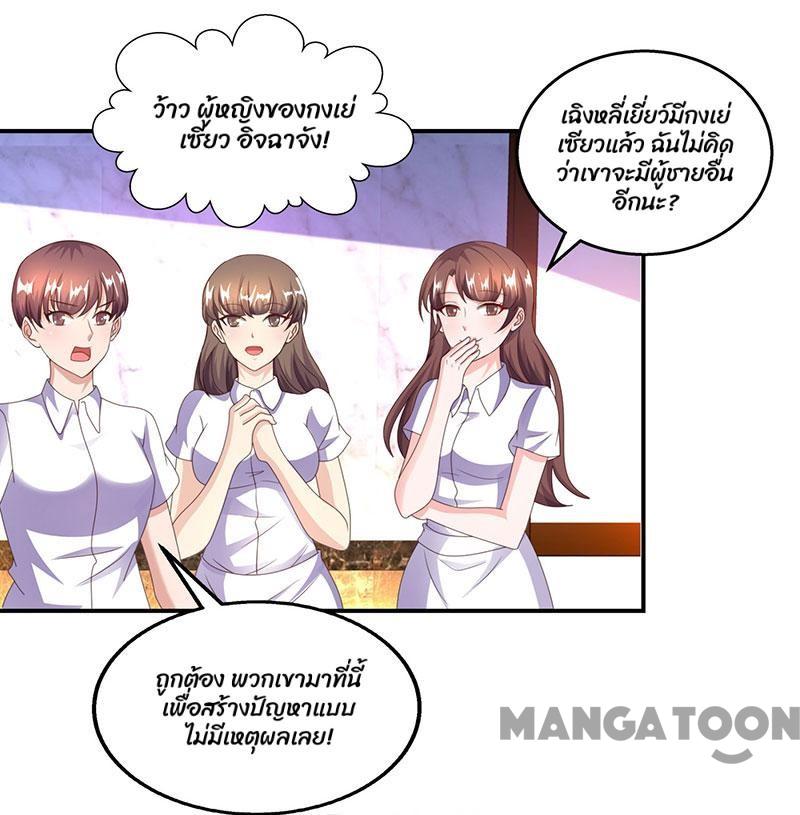 ว้าว ผู้หญิงของกงเย่
เซียว อิจฉาจัง!
เฉิงหลี่เยี่ยว์มีกงเย่
เซียวแล้ว ฉันไม่คิด
ว่าเขาจะมีผู้ชายอื่น
อีกนะ?
ถูกต้อง พวกเขามาที่นี่
เพื่อสร้างปัญหาแบบ
ไม่มีเหตุผลเลย!
MANGATOON